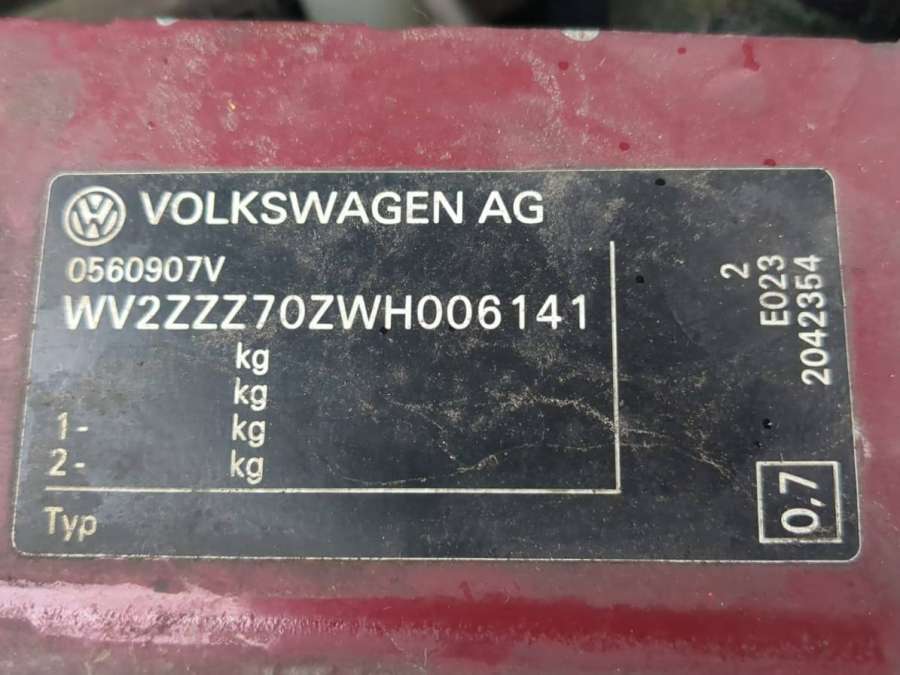 VOLKSWAGEN AG
0560907V
WV2ZZZ70ZWH006141
kg
kg
1- kg
2- kg
Typ
2
E023
2042354
0,7